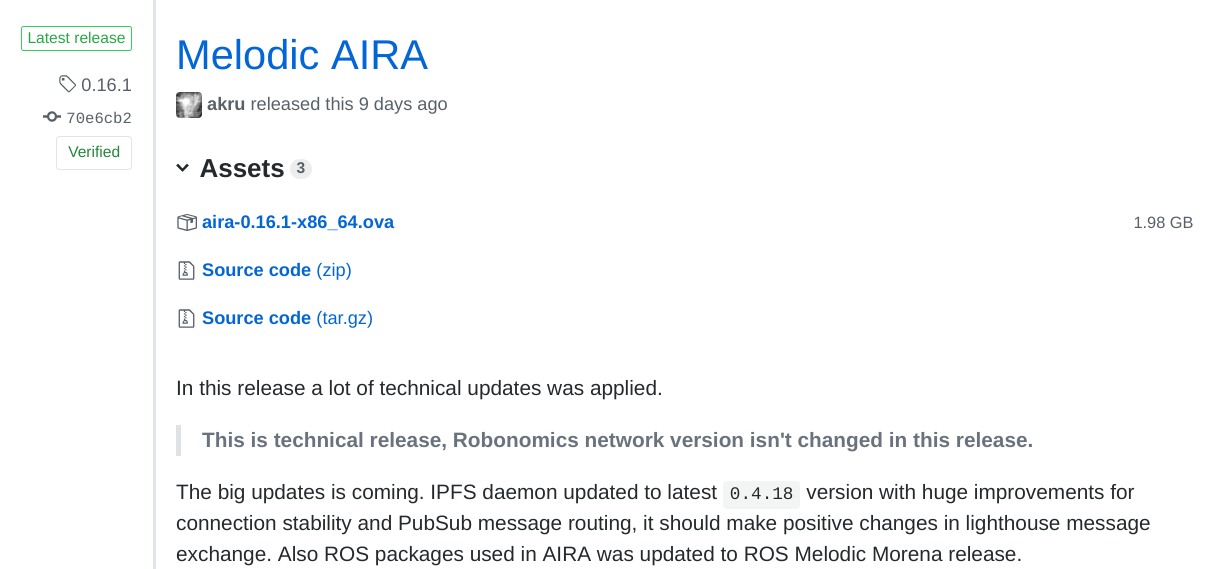 Latest release
0.16.1
70e6cb2
Verified
Melodic AIRA
akru released this 9 days ago
Assets 3
aira-0.16.1-x86_64.ova 1.98 GB
Source code (zip)
Source code (tar.gz)
In this release a lot of technical updates was applied.
This is technical release, Robonomics network version isn't changed in this release.
The big updates is coming. IPFS daemon updated to latest 0.4.18 version with huge improvements for
connection stability and PubSub message routing, it should make positive changes in lighthouse message
exchange. Also ROS packages used in AIRA was updated to ROS Melodic Morena release.